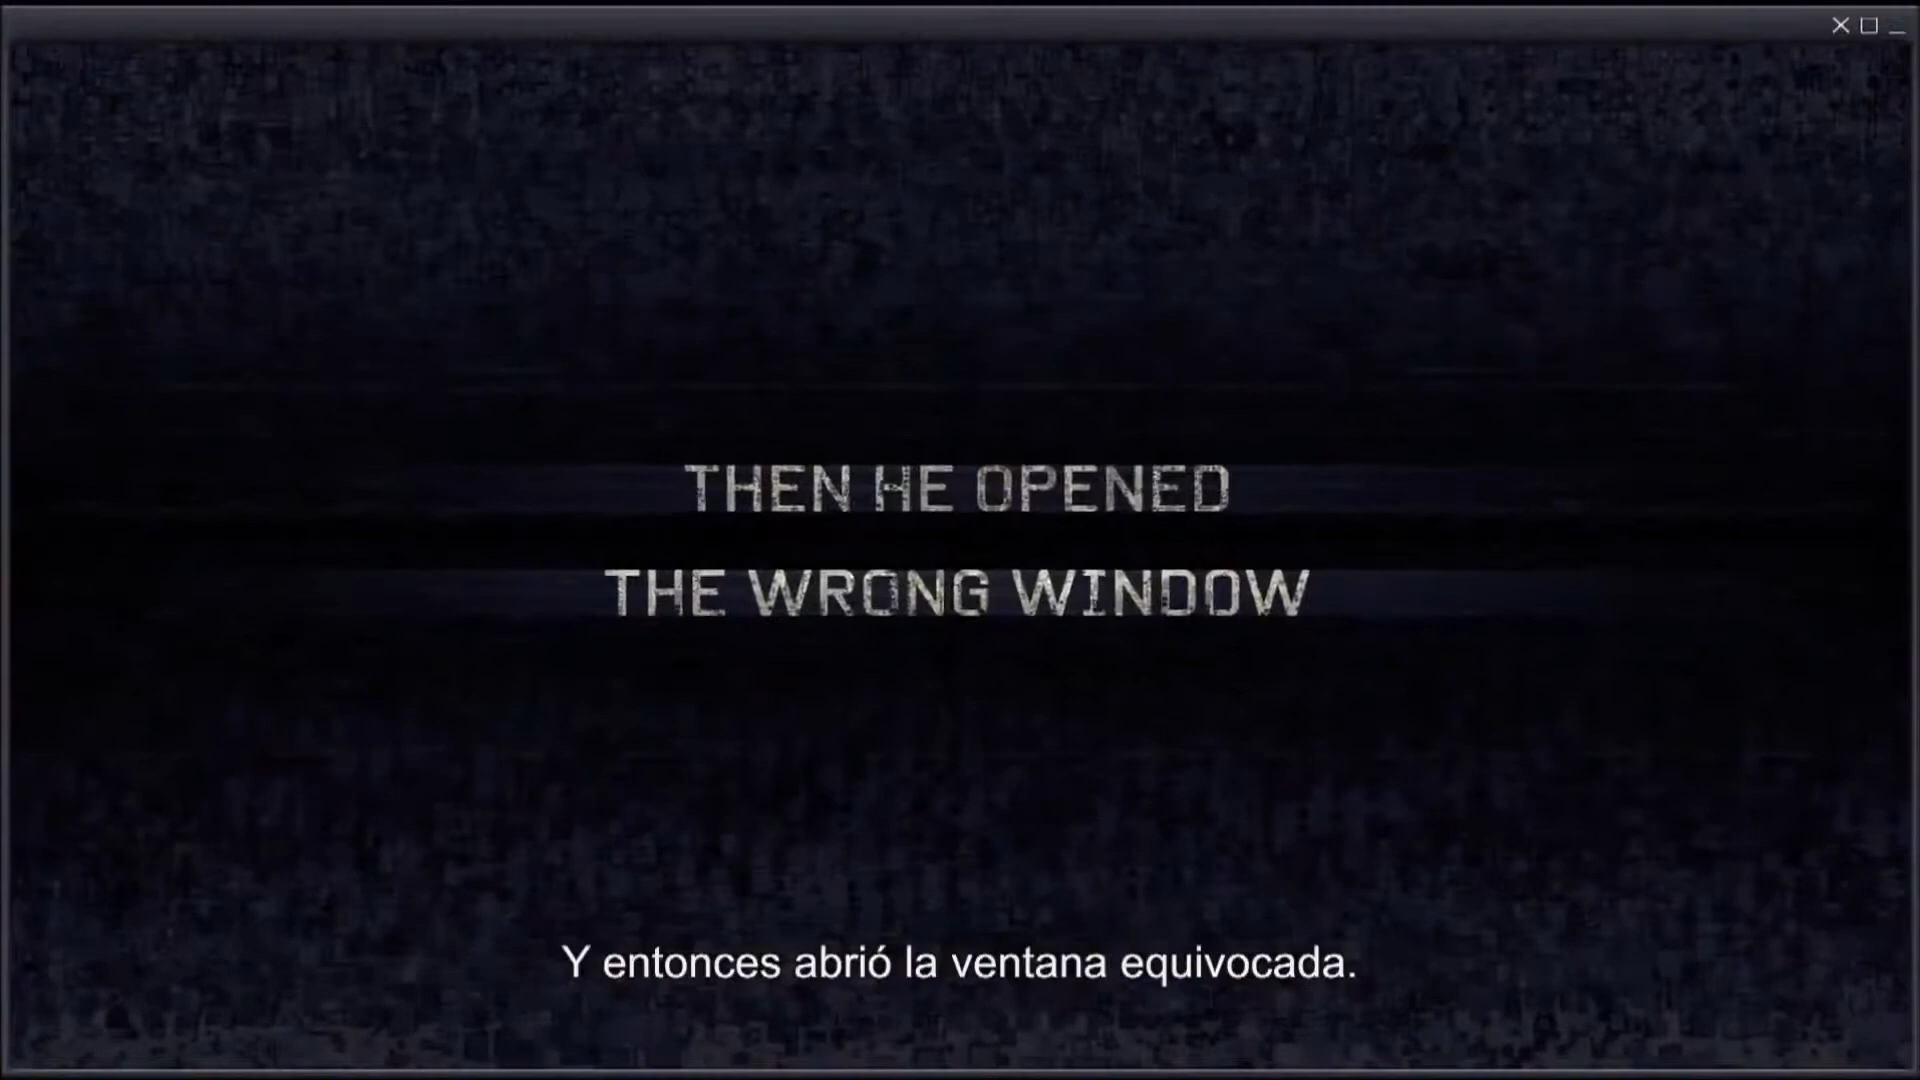 THEN HE OPENED
THE WRONG WINDOW
Y entonces abrió la ventana equivocada.